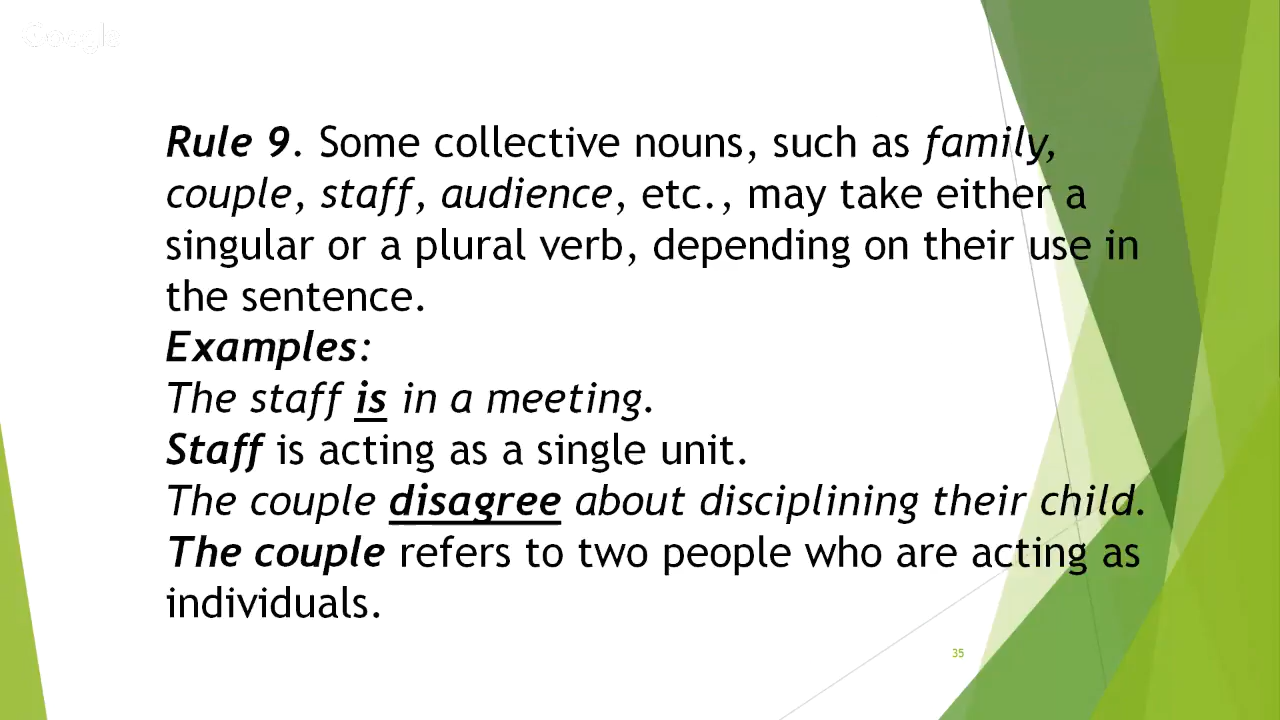 Google
Rule 9. Some collective nouns, such as family,
couple, staff, audience, etc., may take either a
singular or a plural verb, depending on their use in
the sentence.
Examples:
The staff is in a meeting.
Staff is acting as a single unit.
The couple disagree about disciplining their child.
The couple refers to two people who are acting as
individuals.
35